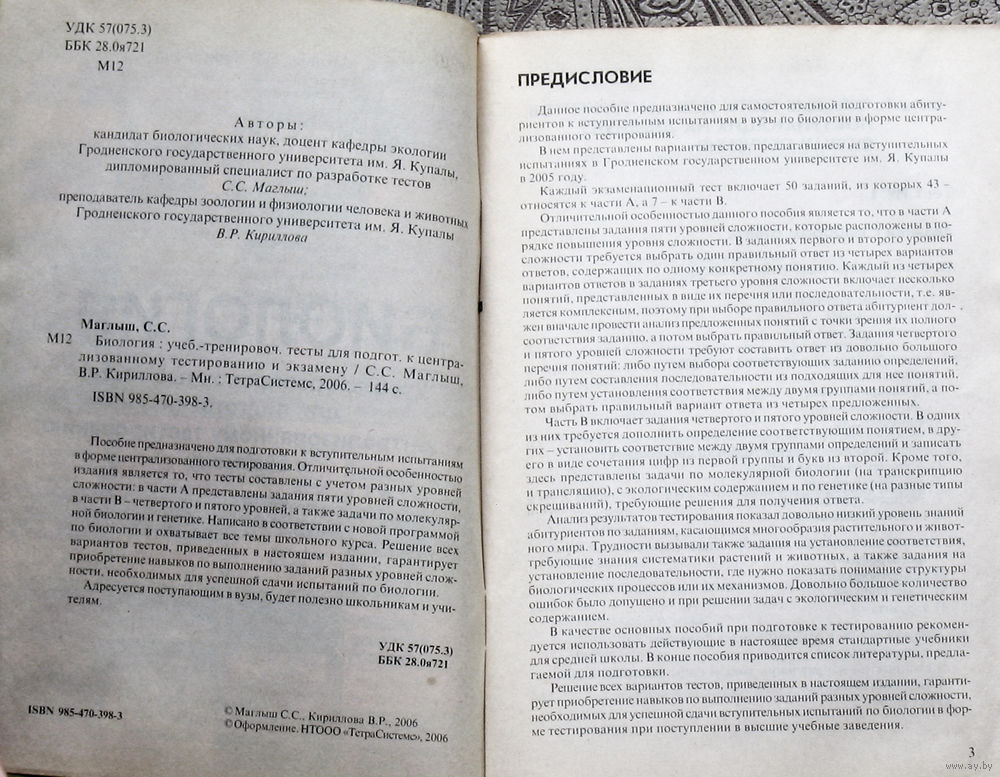 УДК 57(075.3)
ББК 28.0я721
М12
Авторы:
кандидат биологических наук, доцент кафедры экологии
Гродненского государственного университета им. Я. Купалы,
дипломированный специалист по разработке тестов
С.С. Маглыш;
преподаватель кафедры зоологии и физиологии человека и животных
Гродненского государственного университета им. Я. Купалы
В.Р. Кириллова
Маглыш, С.С.
М12 Биология : учеб.-тренировоч. тесты для подгот. к центра-
лизованному тестированию и экзамену / С.С. Маглыш,
В.Р. Кириллова. – Мн. : ТетраСистемс, 2006. – 144 с.
ISBN 985-470-398-3.
Пособие предназначено для подготовки к вступительным испытаниям
в форме централизованного тестирования. Отличительной особенностью
издания является то, что тесты составлены с учетом разных уровней
сложности: в части А представлены задания пяти уровней сложности,
в части В – четвертого и пятого уровней, а также задачи по молекуляр-
ной биологии и генетике. Написано в соответствии с новой программой
по биологии и охватывает все темы школьного курса. Решение всех
вариантов тестов, приведенных в настоящем издании, гарантирует
приобретение навыков по выполнению заданий разных уровней слож-
ности, необходимых для успешной сдачи испытаний по биологии.
Адресуется поступающим в вузы, будет полезно школьникам и учи-
телям.
УДК 57(075.3)
ББК 28.0я721
ISBN 985-470-398-3
© Маглыш С.С., Кириллова В.Р., 2006
© Оформление. НТООО «ТетраСистемс», 2006
ПРЕДИСЛОВИЕ
Данное пособие предназначено для самостоятельной подготовки абиту-
риентов к вступительным испытаниям в вузы по биологии в форме центра-
лизованного тестирования.
В нем представлены варианты тестов, предлагавшиеся на вступительных
испытаниях в Гродненском государственном университете им. Я. Купалы
в 2005 году.
Каждый экзаменационный тест включает 50 заданий, из которых 43 –
относятся к части А, а 7 – к части В.
Отличительной особенностью данного пособия является то, что в части А
представлены задания пяти уровней сложности, которые расположены в по-
рядке повышения уровня сложности. В заданиях первого и второго уровней
сложности требуется выбрать один правильный ответ из четырех вариантов
ответов, содержащих по одному конкретному понятию. Каждый из четырех
вариантов ответов в заданиях третьего уровня сложности включает несколько
понятий, представленных в виде их перечня или последовательности, т.е. яв-
ляется комплексным, поэтому при выборе правильного ответа абитуриент дол-
жен вначале провести анализ предложенных понятий с точки зрения их полного
соответствия заданию, а потом выбрать правильный ответ. Задания четвертого
и пятого уровней сложности требуют составить ответ из довольно большого
перечня понятий: либо путем выбора соответствующих заданию определений,
либо путем составления последовательности из подходящих для нее понятий,
либо путем установления соответствия между двумя группами понятий, а по-
том выбрать правильный вариант ответа из четырех предложенных.
Часть В включает задания четвертого и пятого уровней сложности. В одних
из них требуется дополнить определение соответствующим понятием, в дру-
гих – установить соответствие между двумя группами определений и записать
его в виде сочетания цифр из первой группы и букв из второй. Кроме того,
здесь представлены задачи по молекулярной биологии (на транскрипцию
и трансляцию), с экологическим содержанием и по генетике (на разные типы
скрещиваний), требующие решения для получения ответа.
Анализ результатов тестирования показал довольно низкий уровень знаний
абитуриентов по заданиям, касающимся многообразия растительного и живот-
ного мира. Трудности вызывали также задания на установление соответствия,
требующие знания систематики растений и животных, а также задания на
установление последовательности, где нужно показать понимание структуры
биологических процессов или их механизмов. Довольно большое количество
ошибок было допущено и при решении задач с экологическим и генетическим
содержанием.
В качестве основных пособий при подготовке к тестированию рекомен-
дуется использовать действующие в настоящее время стандартные учебники
для средней школы. В конце пособия приводится список литературы, предла-
гаемой для подготовки.
Решение всех вариантов тестов, приведенных в настоящем издании, гаранти-
рует приобретение навыков по выполнению заданий разных уровней сложности,
необходимых для успешной сдачи вступительных испытаний по биологии в фор-
ме тестирования при поступлении в высшие учебные заведения.
3
www.ay.by